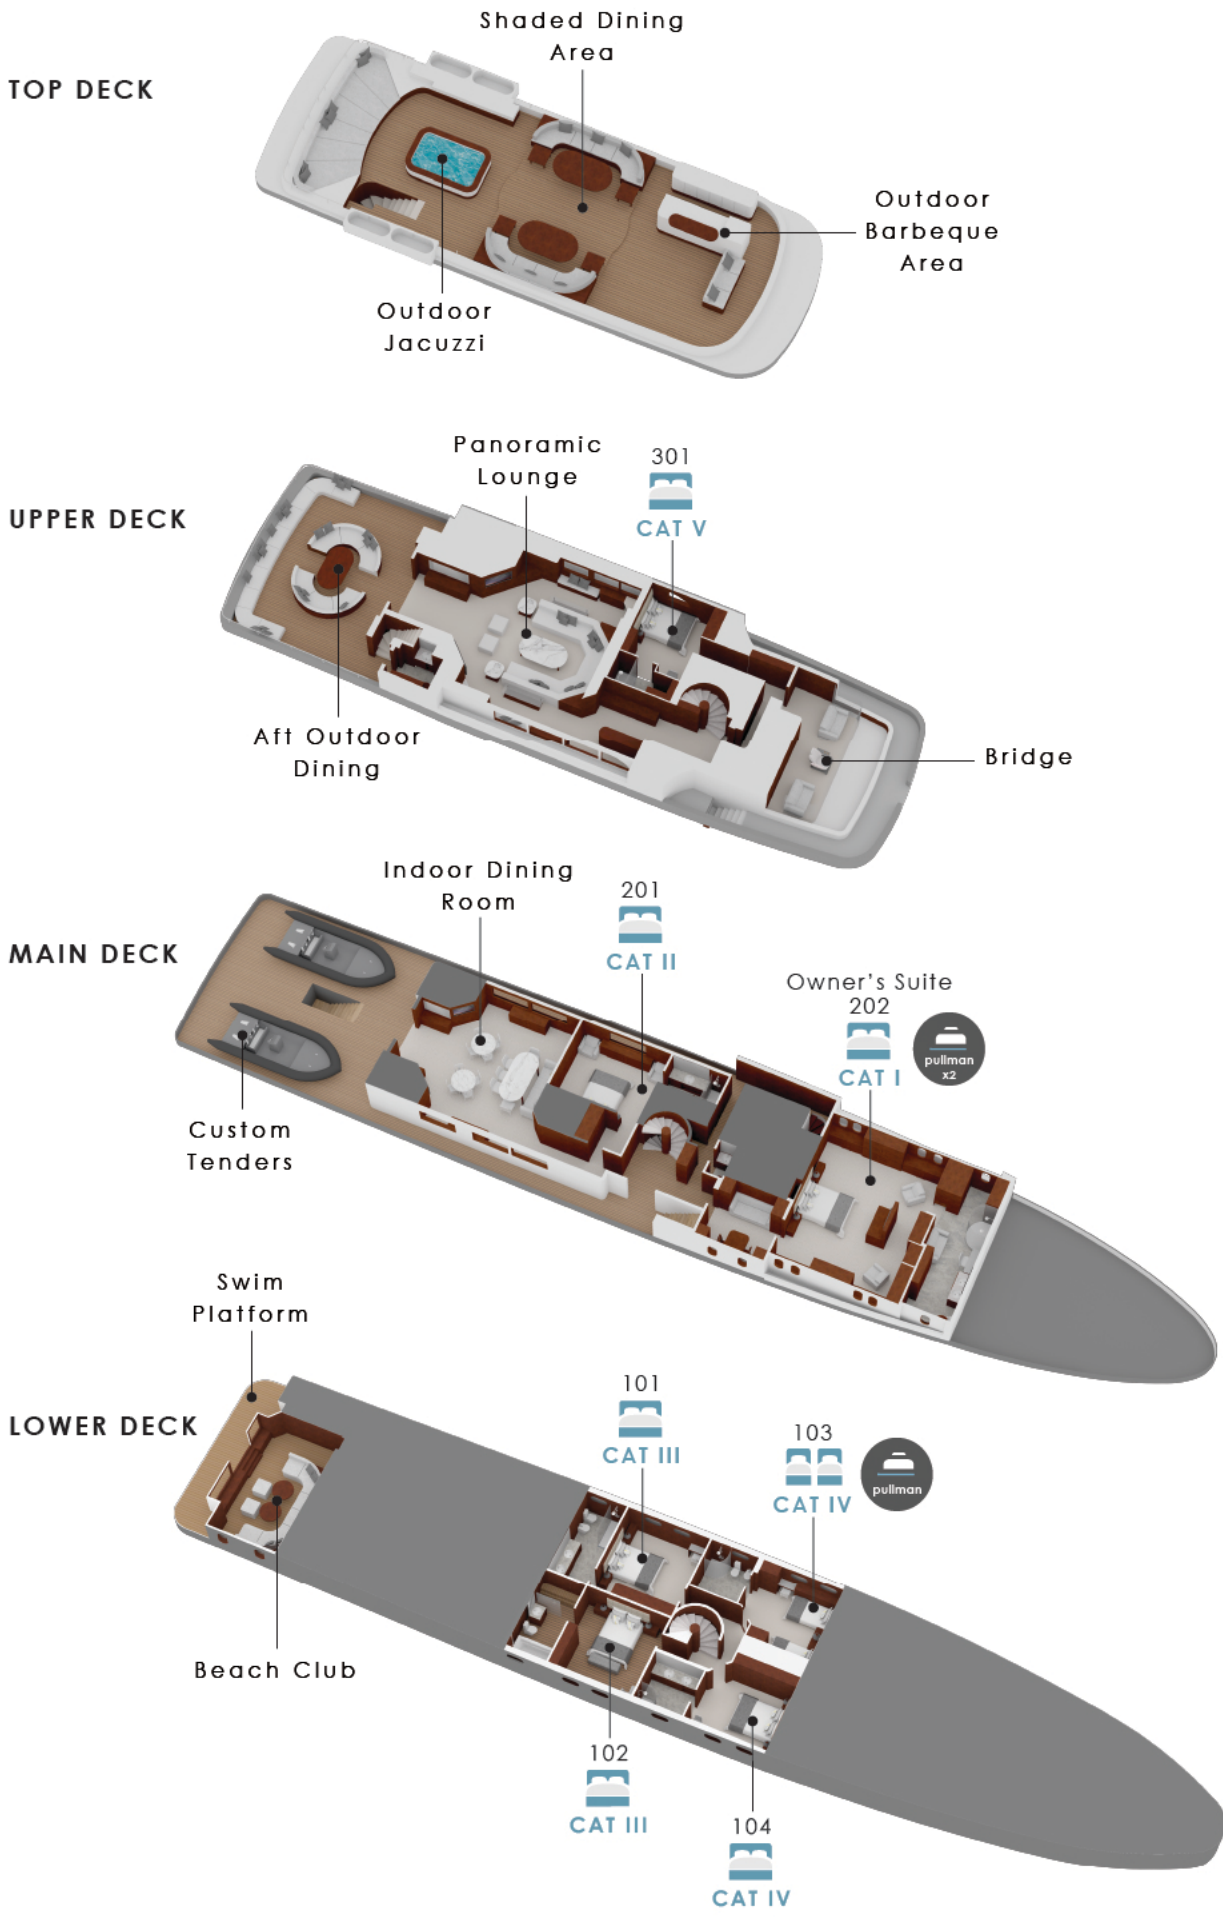 Shaded Dining
Area
TOP DECK
Outdoor
Barbeque
Area
Outdoor
Jacuzzi
Panoramic
Lounge
301
CAT V
UPPER DECK
Aft Outdoor
Dining
Bridge
Indoor Dining
Room
201
CAT II
MAIN DECK
Owner's Suite
202
CAT I
pullman
x2
Custom
Tenders
Swim
Platform
101
CAT III
LOWER DECK
103
CAT IV
pullman
Beach Club
102
CAT III
104
CAT IV